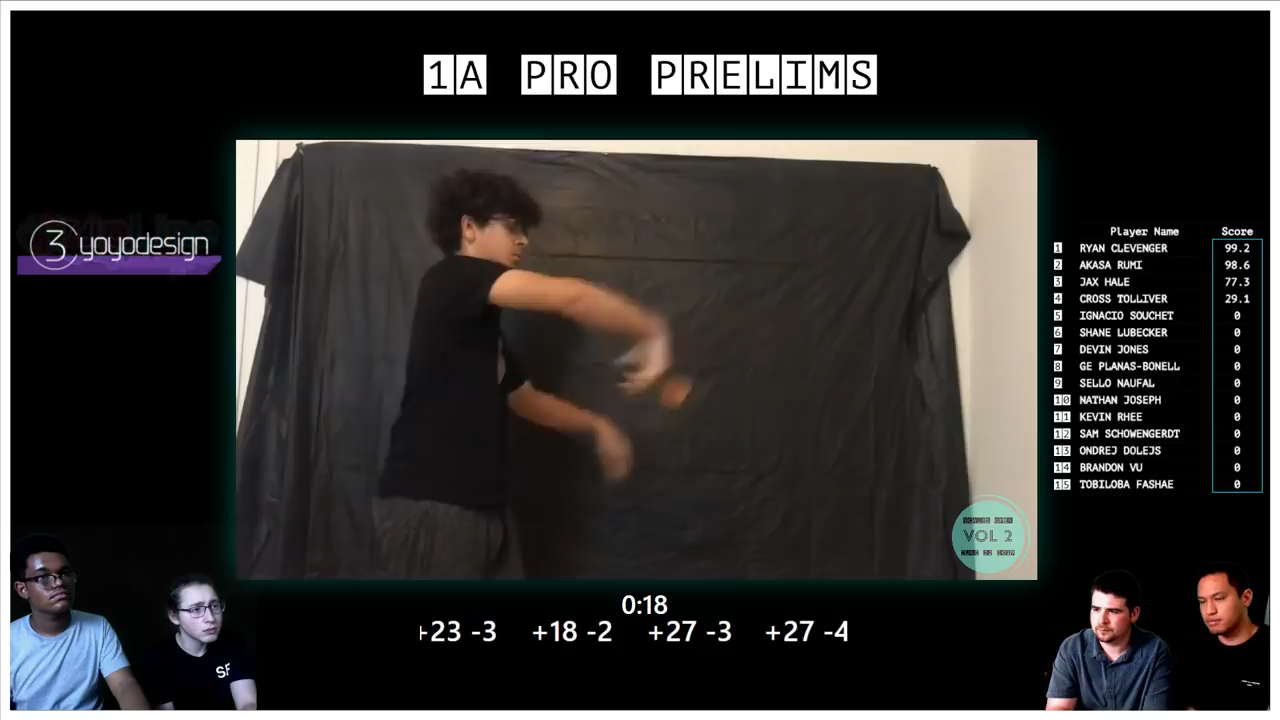 1A PRO PRELIMS
3 yoyodesign
Player Name Score
1 RYAN CLEVENGER 99.2
2 AKASA RUMI 98.6
3 JAX HALE 77.3
4 CROSS TOLLIVER 29.1
5 IGNACIO SOUCHET 0
6 SHANE LUBECKER 0
7 DEVIN JONES 0
8 GE PLANAS-BONELL 0
9 SELLO NAUFAL 0
10 NATHAN JOSEPH 0
11 KEVIN RHEE 0
12 SAM SCHOWENGERDT 0
13 ONDREJ DOLEJS 0
14 BRANDON VU 0
15 TOBILOBA FASHAE 0
VOL 2
0:18
+23 -3 +18 -2 +27 -3 +27 -4